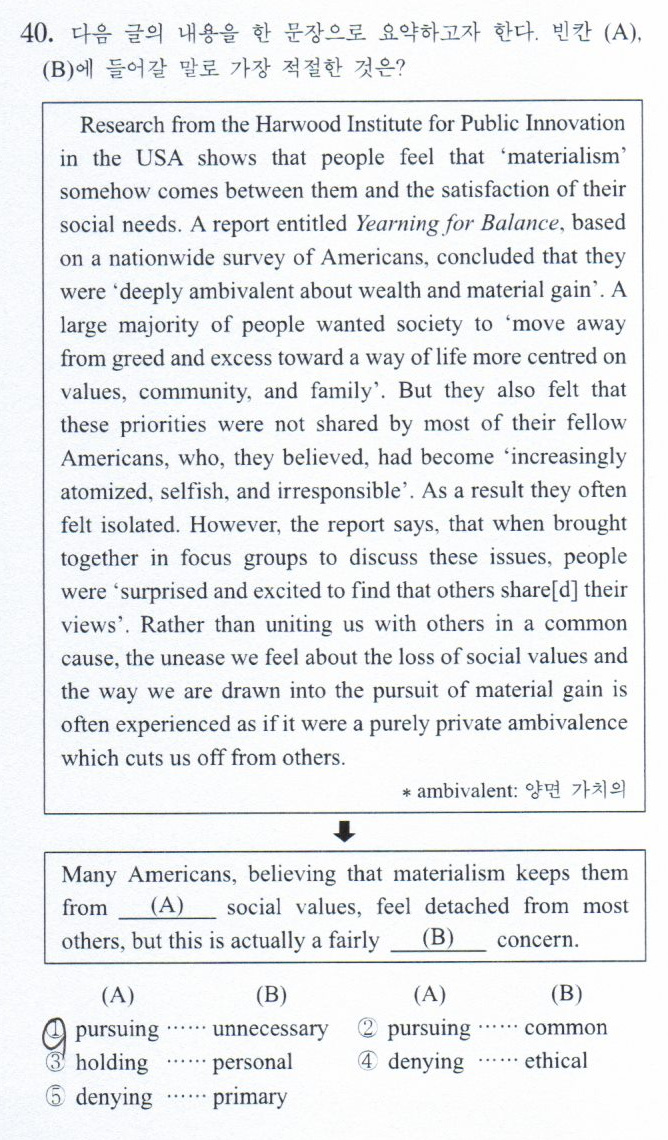 40. 다음 글의 내용을 한 문장으로 요약하고자 한다. 빈칸 (A),
(B)에 들어갈 말로 가장 적절한 것은?
Research from the Harwood Institute for Public Innovation
in the USA shows that people feel that ‘materialism’
somehow comes between them and the satisfaction of their
social needs. A report entitled Yearning for Balance, based
on a nationwide survey of Americans, concluded that they
were ‘deeply ambivalent about wealth and material gain’. A
large majority of people wanted society to ‘move away
from greed and excess toward a way of life more centred on
values, community, and family’. But they also felt that
these priorities were not shared by most of their fellow
Americans, who, they believed, had become ‘increasingly
atomized, selfish, and irresponsible’. As a result they often
felt isolated. However, the report says, that when brought
together in focus groups to discuss these issues, people
were ‘surprised and excited to find that others share[d] their
views’. Rather than uniting us with others in a common
cause, the unease we feel about the loss of social values and
the way we are drawn into the pursuit of material gain is
often experienced as if it were a purely private ambivalence
which cuts us off from others.
* ambivalent: 양면 가치의
Many Americans, believing that materialism keeps them
from (A) social values, feel detached from most
others, but this is actually a fairly (B) concern.
(A) (B) (A) (B)
① pursuing ⋯⋯ unnecessary ② pursuing ⋯⋯ common
③ holding ⋯⋯ personal ④ denying ⋯⋯ ethical
⑤ denying ⋯⋯ primary